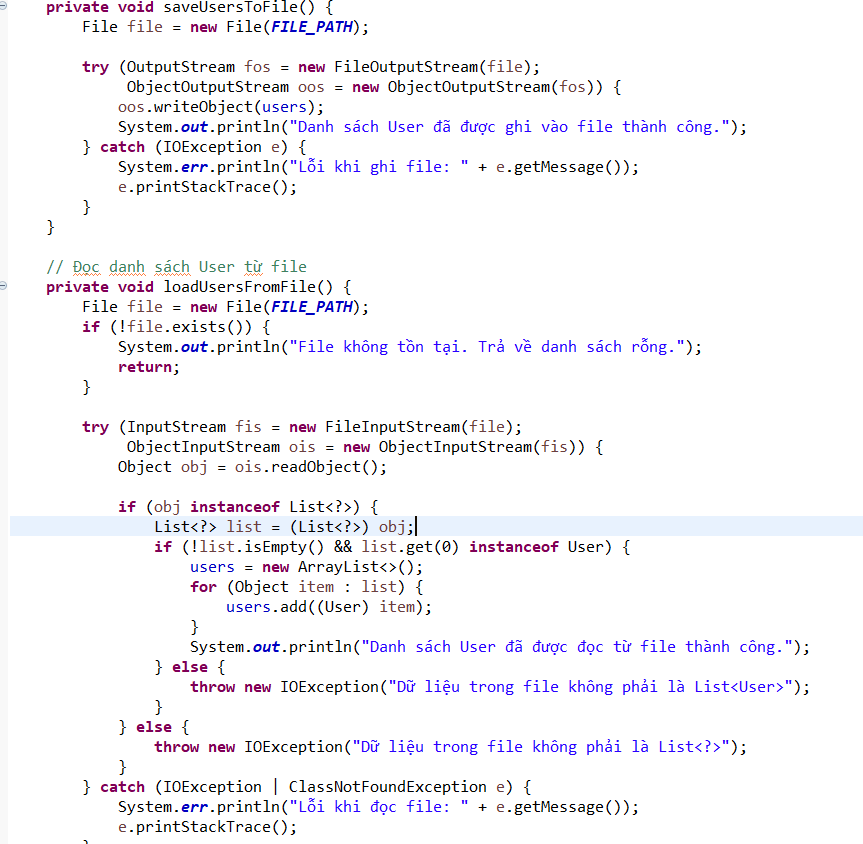 private void saveUsersToFile() {
File file = new File(FILE_PATH);
try (OutputStream fos = new FileOutputStream(file);
ObjectOutputStream oos = new ObjectOutputStream(fos)) {
oos.writeObject(users);
System.out.println("Danh sách User đã được ghi vào file thành công.");
} catch (IOException e) {
System.err.println("Lỗi khi ghi file: " + e.getMessage());
e.printStackTrace();
}
}
// Đọc danh sách User từ file
private void loadUsersFromFile() {
File file = new File(FILE_PATH);
if (!file.exists()) {
System.out.println("File không tồn tại. Trả về danh sách rỗng.");
return;
}
try (InputStream fis = new FileInputStream(file);
ObjectInputStream ois = new ObjectInputStream(fis)) {
Object obj = ois.readObject();
if (obj instanceof List<?>) {
List<?> list = (List<?>) obj;
if (!list.isEmpty() && list.get(0) instanceof User) {
users = new ArrayList<>();
for (Object item : list) {
users.add((User) item);
}
System.out.println("Danh sách User đã được đọc từ file thành công.");
} else {
throw new IOException("Dữ liệu trong file không phải là List<User>");
}
} else {
throw new IOException("Dữ liệu trong file không phải là List<?>");
}
} catch (IOException | ClassNotFoundException e) {
System.err.println("Lỗi khi đọc file: " + e.getMessage());
e.printStackTrace();
}